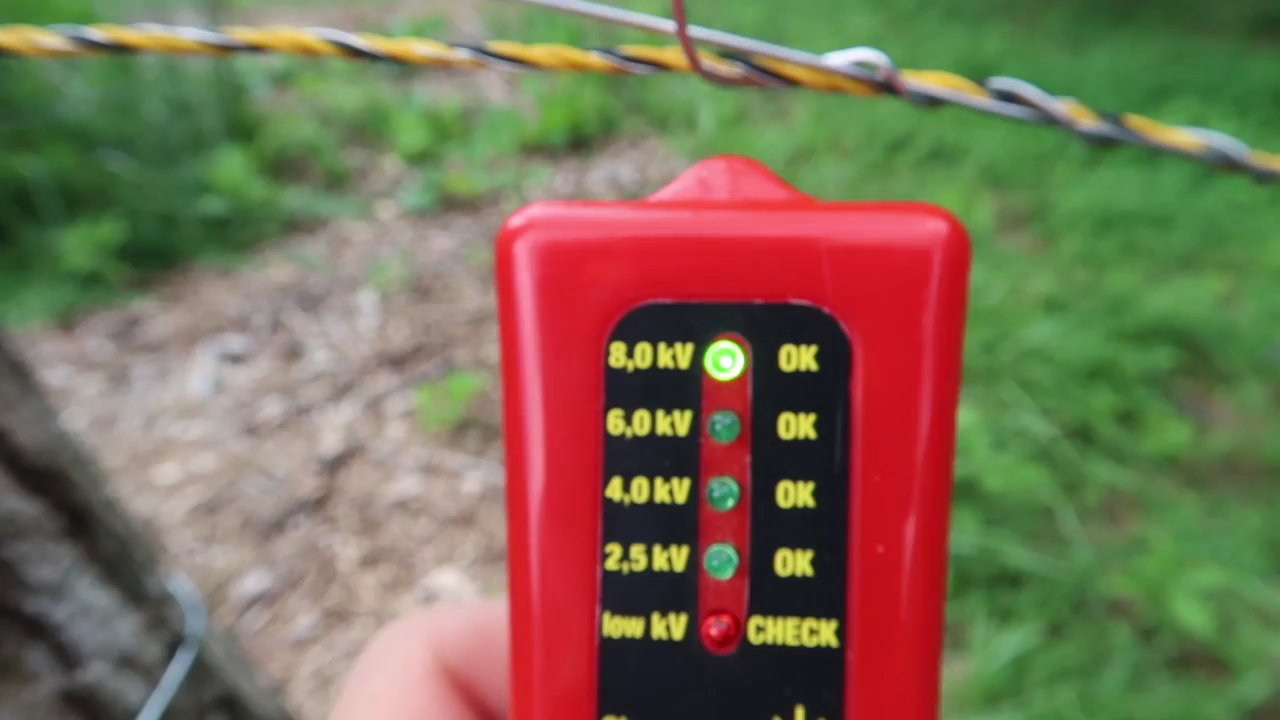 8,0 kV OK
6,0 kV OK
4,0 kV OK
2,5 kV OK
low kV CHECK